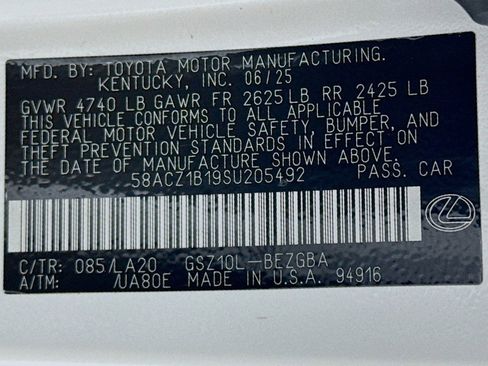 MFD. BY: TOYOTA MOTOR MANUFACTURING.
KENTUCKY, INC. 06/25
GVWR 4740 LB GAWR FR 2625 LB RR 2425 LB
THIS VEHICLE CONFORMS TO ALL APPLICABLE
FEDERAL MOTOR VEHICLE SAFETY, BUMPER, AND
THEFT PREVENTION STANDARDS IN EFFECT ON
THE DATE OF MANUFACTURE SHOWN ABOVE.
58ACZ1B19SU205492 PASS. CAR
C/TR: 085/LA20 GSZ10L-BEZGBA
A/TM: /UA80E MADE IN U.S.A. 94916